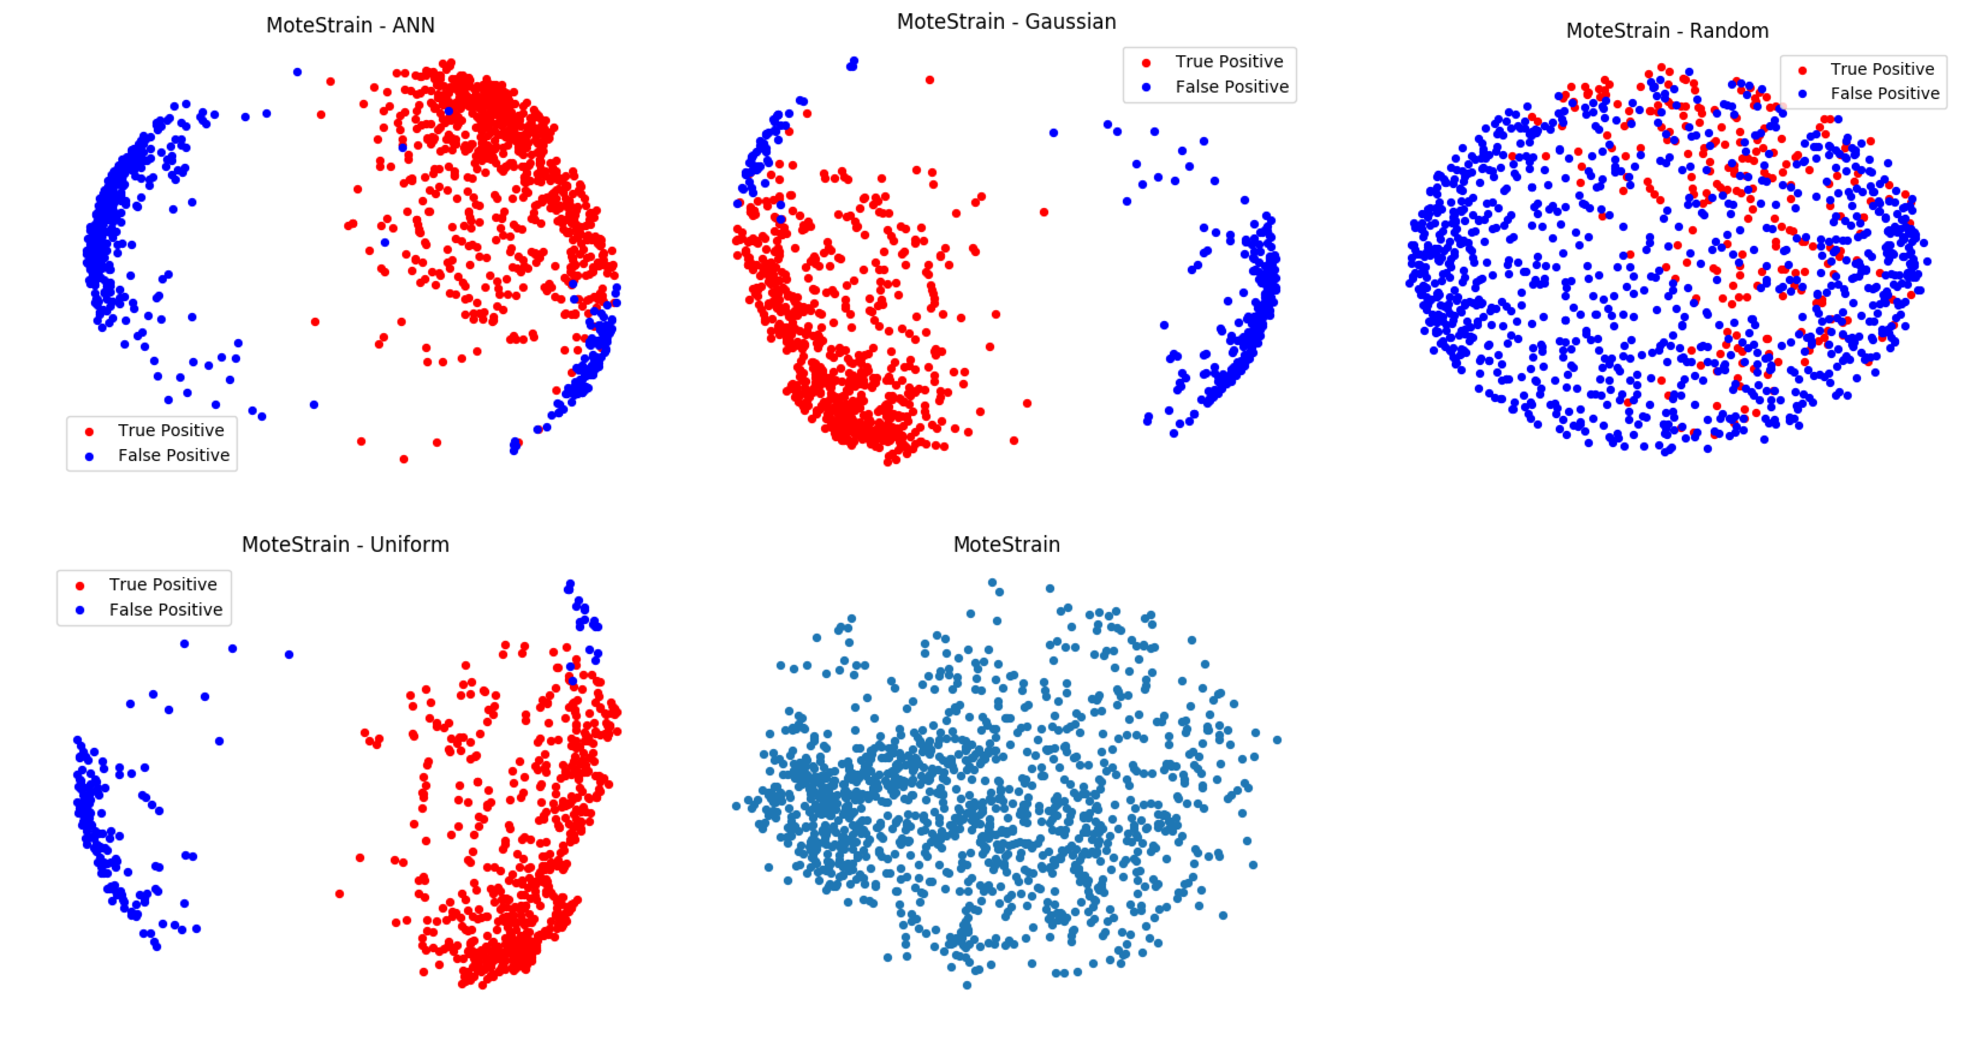 MoteStrain - ANN
True Positive
False Positive
MoteStrain - Gaussian
True Positive
False Positive
MoteStrain - Random
True Positive
False Positive
MoteStrain - Uniform
True Positive
False Positive
MoteStrain